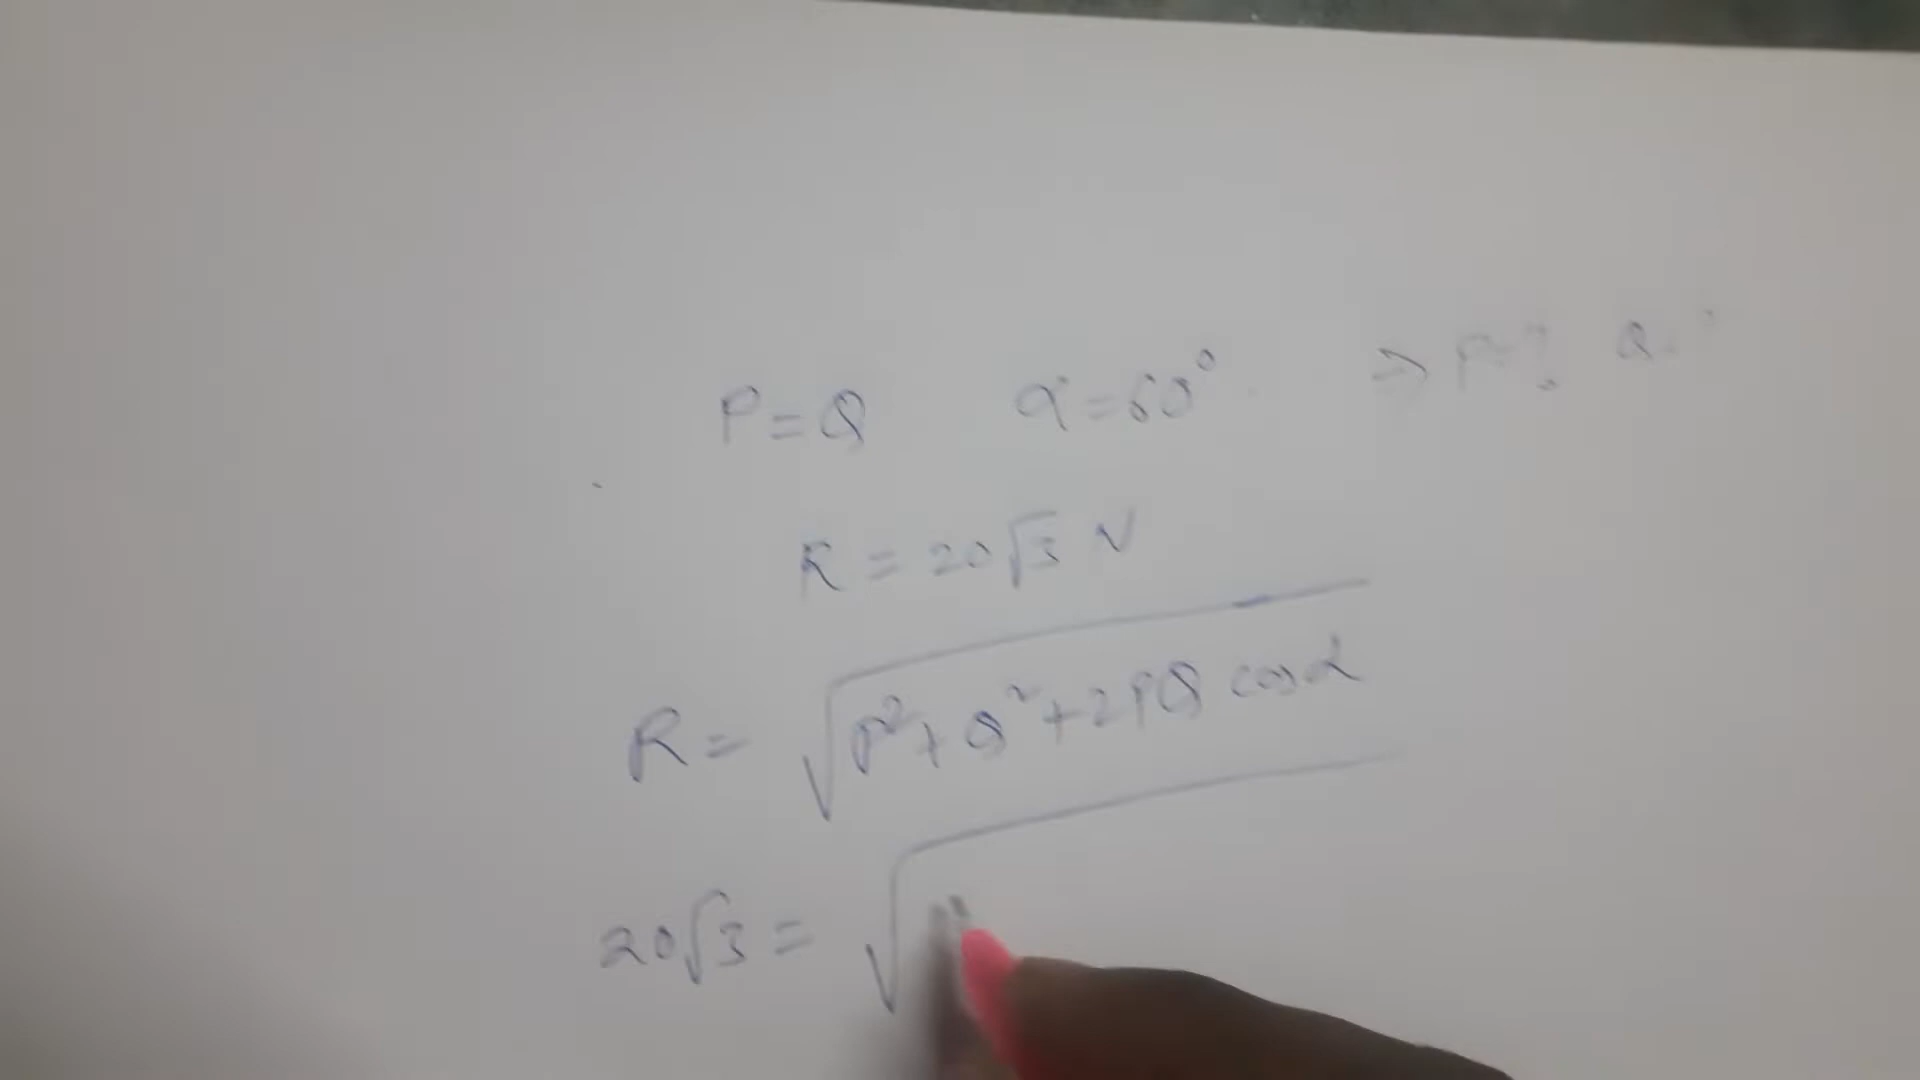 P = Q α = 60° ⇒ P = ? Q
R = 20√3 N
R = √P² + Q² + 2PQ cos α
20√3 = √